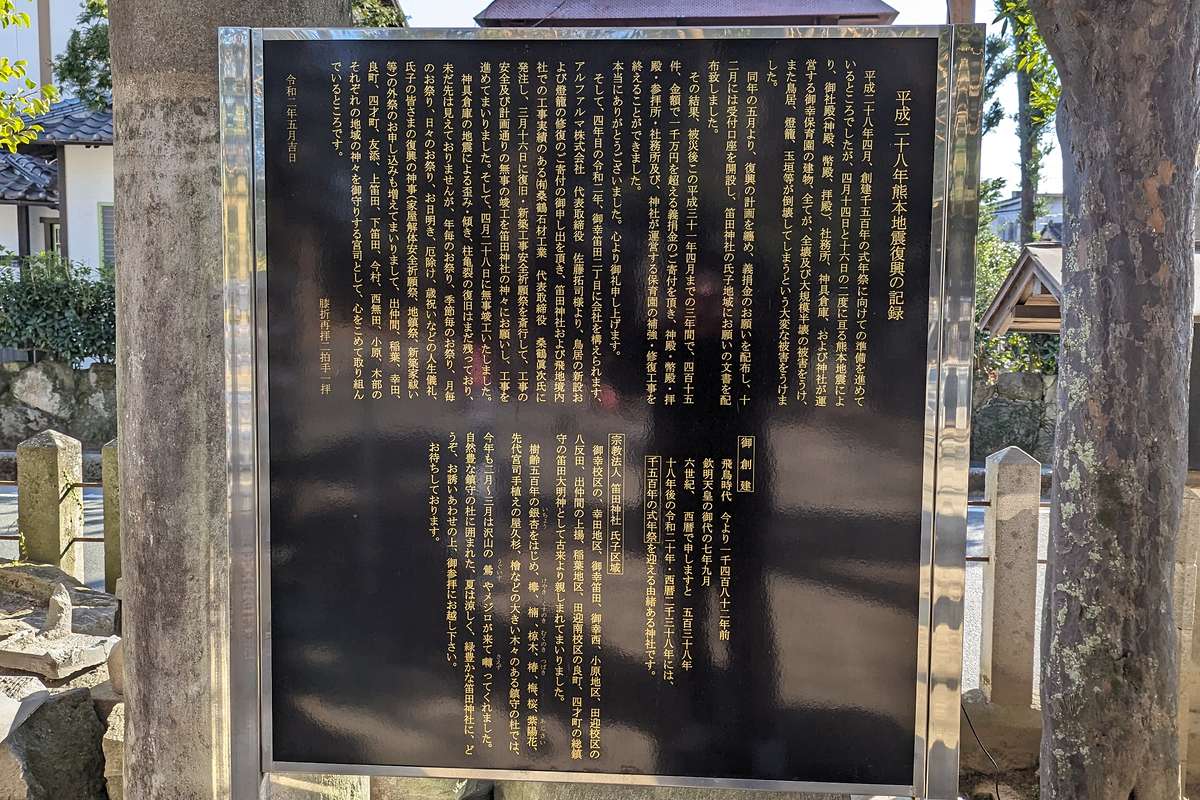 平成二十八年熊本地震復興の記録
平成二十八年四月、創建千五百年の式年祭に向けての準備を進めて
いるところでしたが、四月十四日と十六日の二度に亘る熊本地震によ
り、御社殿（神殿、幣殿、拝殿）、社務所、神具倉庫、および神社が運
営する御幸保育園の建物、全てが、全壊及び大規模半壊の被害をうけ、
また鳥居、燈籠、玉垣等が倒壊してしまうという大変な被害をうけま
した。
同年の五月より、復興の計画を纏め、義捐金のお願いを配布し、十
二月には受付口座を開設し、笛田神社の氏子地域にお願いの文書を配
布致しました。
その結果、被災後この平成三十一年四月までの三年間で、四百十五
件、金額で一千万円を超える義捐金のご寄付を頂き、神殿・幣殿・拝
殿・参拝所・社務所及び、神社が運営する保育園の補強・修復工事を
終えることができました。
本当にありがとうございました。心より御礼申し上げます。
そして、四年目の令和二年、御幸笛田二丁目に会社を構えられます、
アルファルマ株式会社 代表取締役 佐藤拓司様より、鳥居の新設お
よび燈籠の修復のご寄付の御申し出を頂き、笛田神社および飛地境内
社での工事実績のある㈲桑鶴石材工業 代表取締役 桑鶴眞次氏に
発注し、三月十六日に復旧・新築工事安全祈願祭を斎行して、工事の
安全及び計画通りの無事の竣工を笛田神社の神々にお願いし、工事を
進めてまいりました。そして、四月二十八日に無事竣工いたしました。
神具倉庫の地震による歪み・傾き、柱亀裂の復旧はまだ残っており、
未だ先は見えておりませんが、年毎のお祭り、季節毎のお祭り、月毎
のお祭り、日々のお祭り、お日明き、厄除け、歳祝いなどの人生儀礼、
氏子の皆さまの復興の神事（家屋解体安全祈願祭、地鎮祭、新築家祓い
等）の外祭のお申し込みも増えてまいりまして、出仲間、稲葉、幸田、
良町、四才町、友添、上笛田、下笛田、今村、西無田、小原、木部の
それぞれの地域の神々を御守りする宮司として、心をこめて取り組ん
でいるところです。
膝折再拝二拍手一拝
令和二年五月吉日
御創建
飛鳥時代 今より一千四百八十二年前
欽明天皇の御代の七年九月
六世紀、西暦で申しますと 五百三十八年
十八年後の令和二十年・西暦二千三十八年には、
千五百年の式年祭を迎える由緒ある神社です。
宗教法人 笛田神社 氏子区域
御幸校区の、幸田地区、御幸笛田、御幸西、小原地区、田迎校区の
八反田、出仲間の上揚、稲葉地区、田迎南校区の良町、四才町の総鎮
守の笛田大明神として古来より親しまれてまいりました。
樹齢五百年の銀杏をはじめ、欅、楠、椋木、椿、梅、桜、紫陽花、
先代宮司手植えの屋久杉、檜などの大きい木々のある鎮守の杜では、
今年も二月～三月は沢山の鶯やメジロが来て囀ってくれました。
自然豊な鎮守の杜に囲まれた、夏は涼しく、緑豊かな笛田神社に、ど
うぞ、お誘いあわせの上、御参拝にお越し下さい。
お待ちしております。